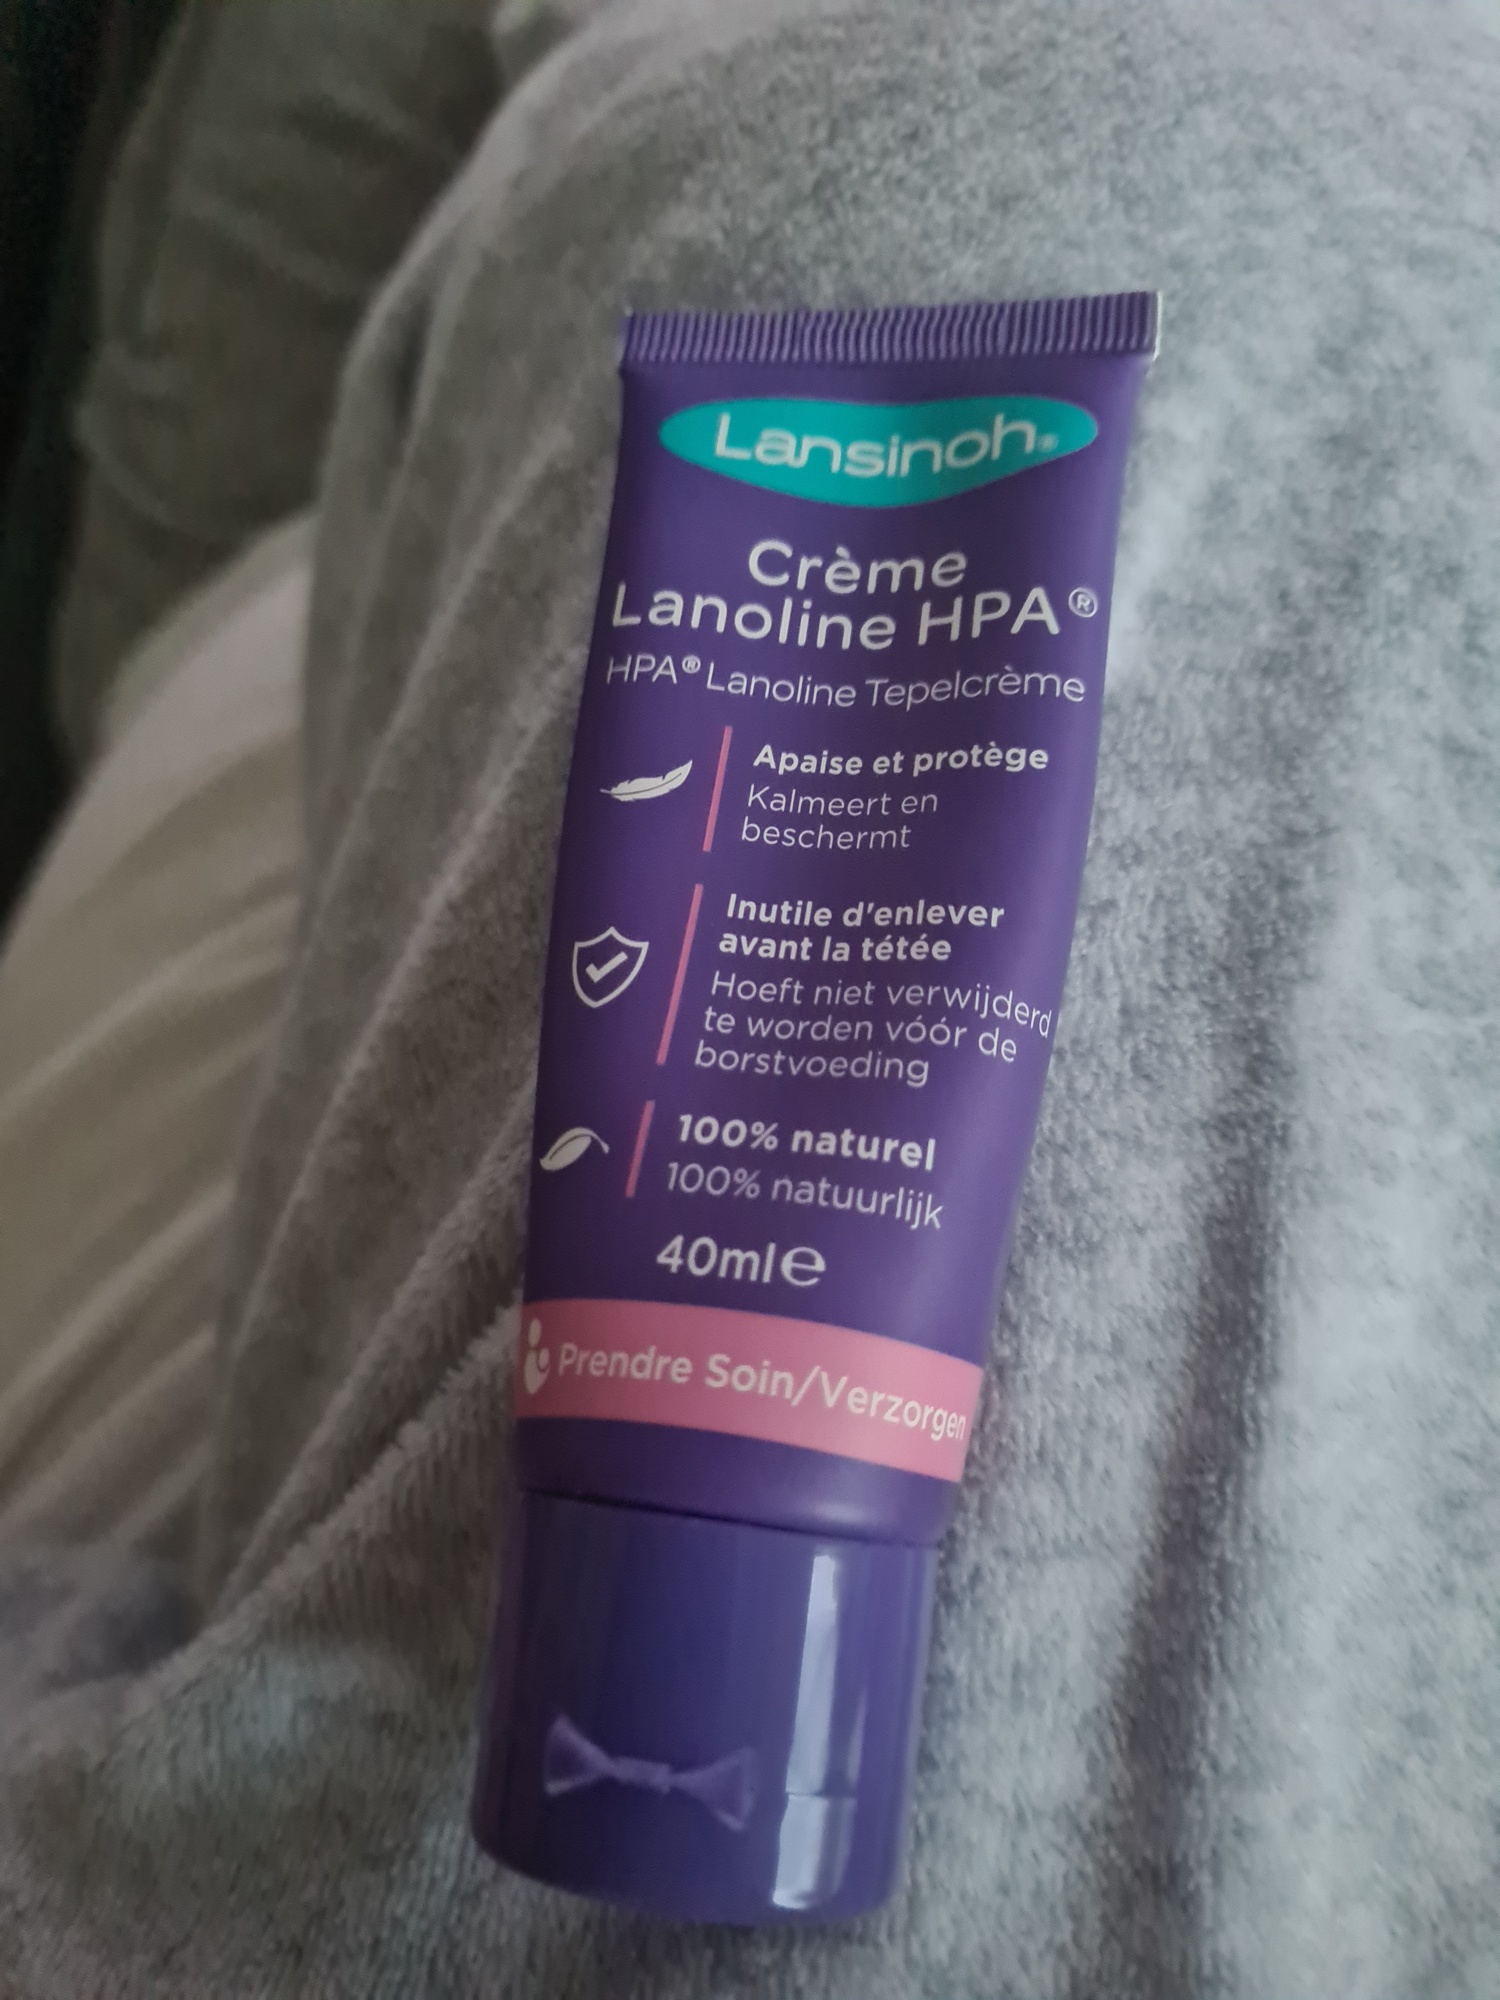 Lansinoh®
Crème
Lanoline HPA®
HPA® Lanoline Tepelcrème
Apaise et protège
Kalmeert en
beschermt
Inutile d'enlever
avant la tétée
Hoeft niet verwijderd
te worden vóór de
borstvoeding
100% naturel
100% natuurlijk
40ml℮
Prendre Soin/Verzorgen